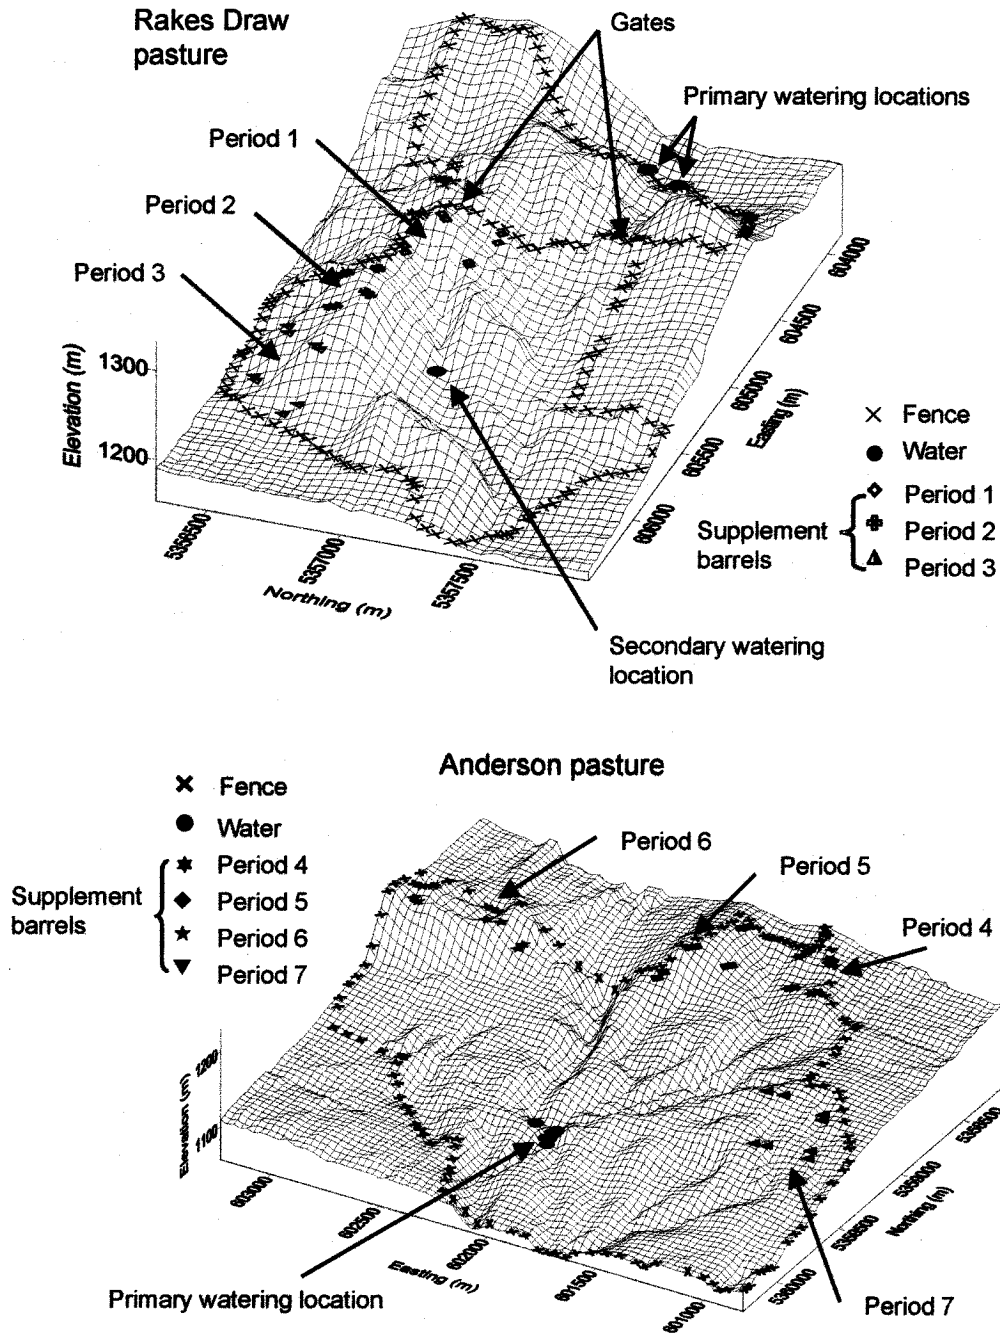 Rakes Draw
pasture
Gates
Primary watering locations
Period 1
Period 2
Period 3
Elevation (m)
1300
1200
5356500
5357000
5357500
Northing (m)
604000
604500
605000
605500
606000
Easting (m)
Fence
Water
Supplement
barrels
Period 1
Period 2
Period 3
Secondary watering
location
Anderson pasture
Fence
Water
Supplement
barrels
Period 4
Period 5
Period 6
Period 7
Period 6
Period 5
Period 4
Elevation (m)
1200
1100
603000
602500
602000
601500
601000
Easting (m)
5360000
Northing (m)
Primary watering location
Period 7